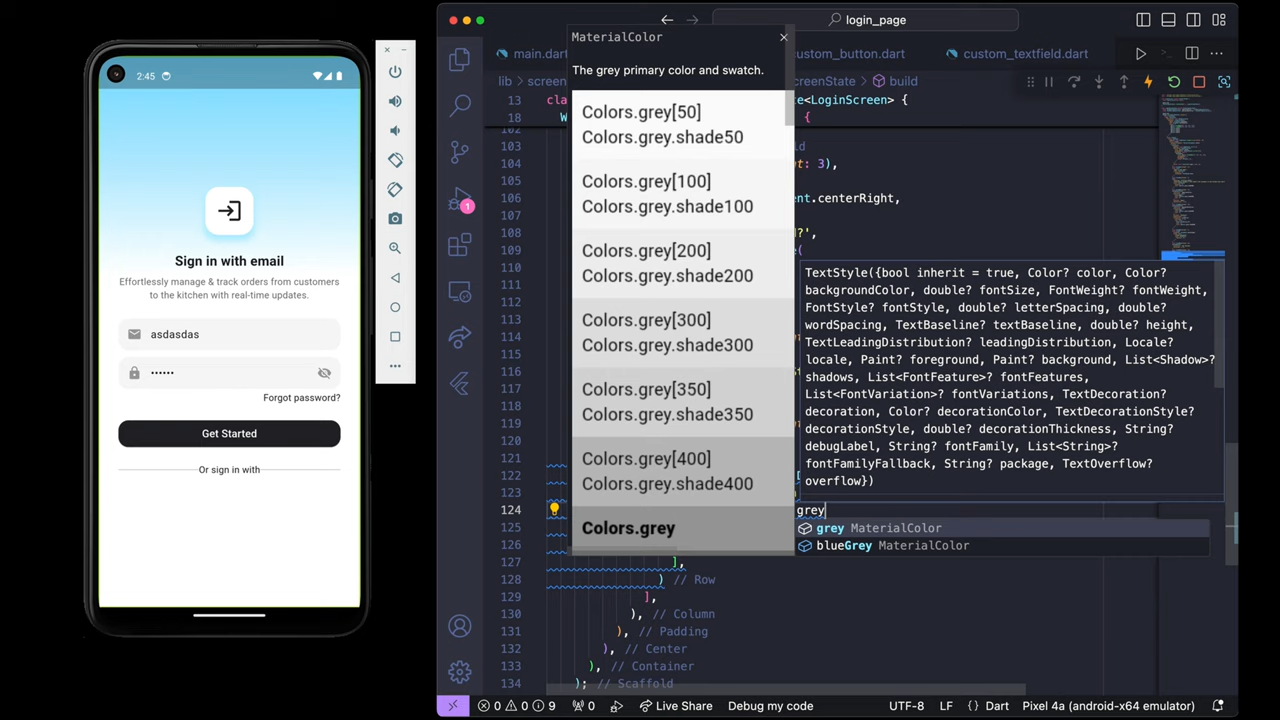 2:45
Sign in with email
Effortlessly manage & track orders from customers
to the kitchen with real-time updates.
asdasdas
••••••
Forgot password?
Get Started
Or sign in with
login_page
main.dart
custom_button.dart
custom_textfield.dart
lib > screen
ScreenState > build
13 cla
te<LoginScreen> {
18 W
{
102
103
ld
104
t: 3),
105
106
nt.centerRight,
107
108
d?',
109
e(
110
111
112
113
114
115
116
117
118
119
120
121
122
123
124
grey
125
126
127 ],
128 ) // Row
129 ],
130 ), // Column
131 ), // Padding
132 ), // Center
133 ), // Container
134 ); // Scaffold
MaterialColor
The grey primary color and swatch.
Colors.grey[50]
Colors.grey.shade50
Colors.grey[100]
Colors.grey.shade100
Colors.grey[200]
Colors.grey.shade200
Colors.grey[300]
Colors.grey.shade300
Colors.grey[350]
Colors.grey.shade350
Colors.grey[400]
Colors.grey.shade400
Colors.grey
TextStyle({bool inherit = true, Color? color, Color?
backgroundColor, double? fontSize, FontWeight? fontWeight,
FontStyle? fontStyle, double? letterSpacing, double?
wordSpacing, TextBaseline? textBaseline, double? height,
TextLeadingDistribution? leadingDistribution, Locale?
locale, Paint? foreground, Paint? background, List<Shadow>?
shadows, List<FontFeature>? fontFeatures,
List<FontVariation>? fontVariations, TextDecoration?
decoration, Color? decorationColor, TextDecorationStyle?
decorationStyle, double? decorationThickness, String?
debugLabel, String? fontFamily, List<String>?
fontFamilyFallback, String? package, TextOverflow?
overflow})
grey MaterialColor
blueGrey MaterialColor
1
0 0 9 0 Live Share Debug my code UTF-8 LF {} Dart Pixel 4a (android-x64 emulator)